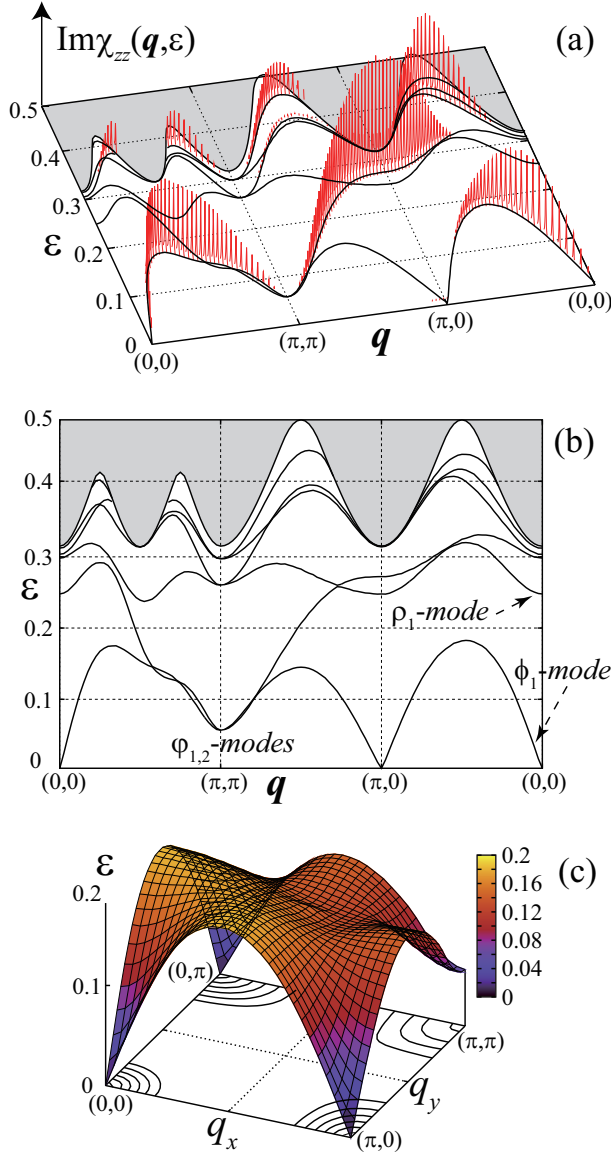 Imχzz(q,ε)
(a)
0.5
0.4
0.3
ε
0.2
0.1
0
(0,0)
(π,π)
q
(π,0)
(0,0)
(b)
0.5
0.4
0.3
ε
0.2
ρ1-mode
ϕ1-mode
0.1
φ1,2-modes
0
(0,0)
(π,π)
q
(π,0)
(0,0)
(c)
ε
0.2
0.2
0.16
0.12
0.08
0.04
0
(0,π)
0.1
(π,π)
0
(0,0)
qx
qy
(π,0)